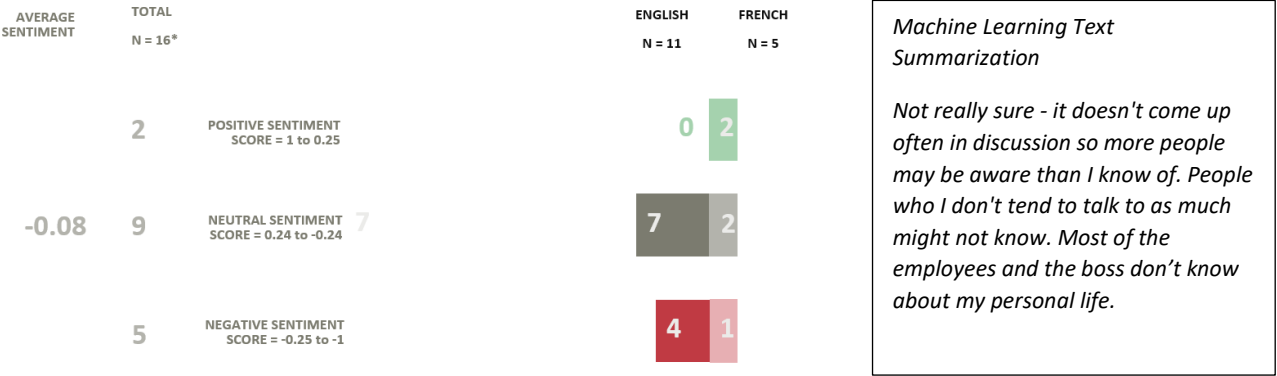 AVERAGE
SENTIMENT
TOTAL
N = 16*
ENGLISH
N = 11
FRENCH
N = 5
2
POSITIVE SENTIMENT
SCORE = 1 to 0.25
0
2
-0.08
9
NEUTRAL SENTIMENT
SCORE = 0.24 to -0.24
7
7
2
5
NEGATIVE SENTIMENT
SCORE = -0.25 to -1
4
1
Machine Learning Text
Summarization
Not really sure - it doesn't come up
often in discussion so more people
may be aware than I know of. People
who I don't tend to talk to as much
might not know. Most of the
employees and the boss don’t know
about my personal life.